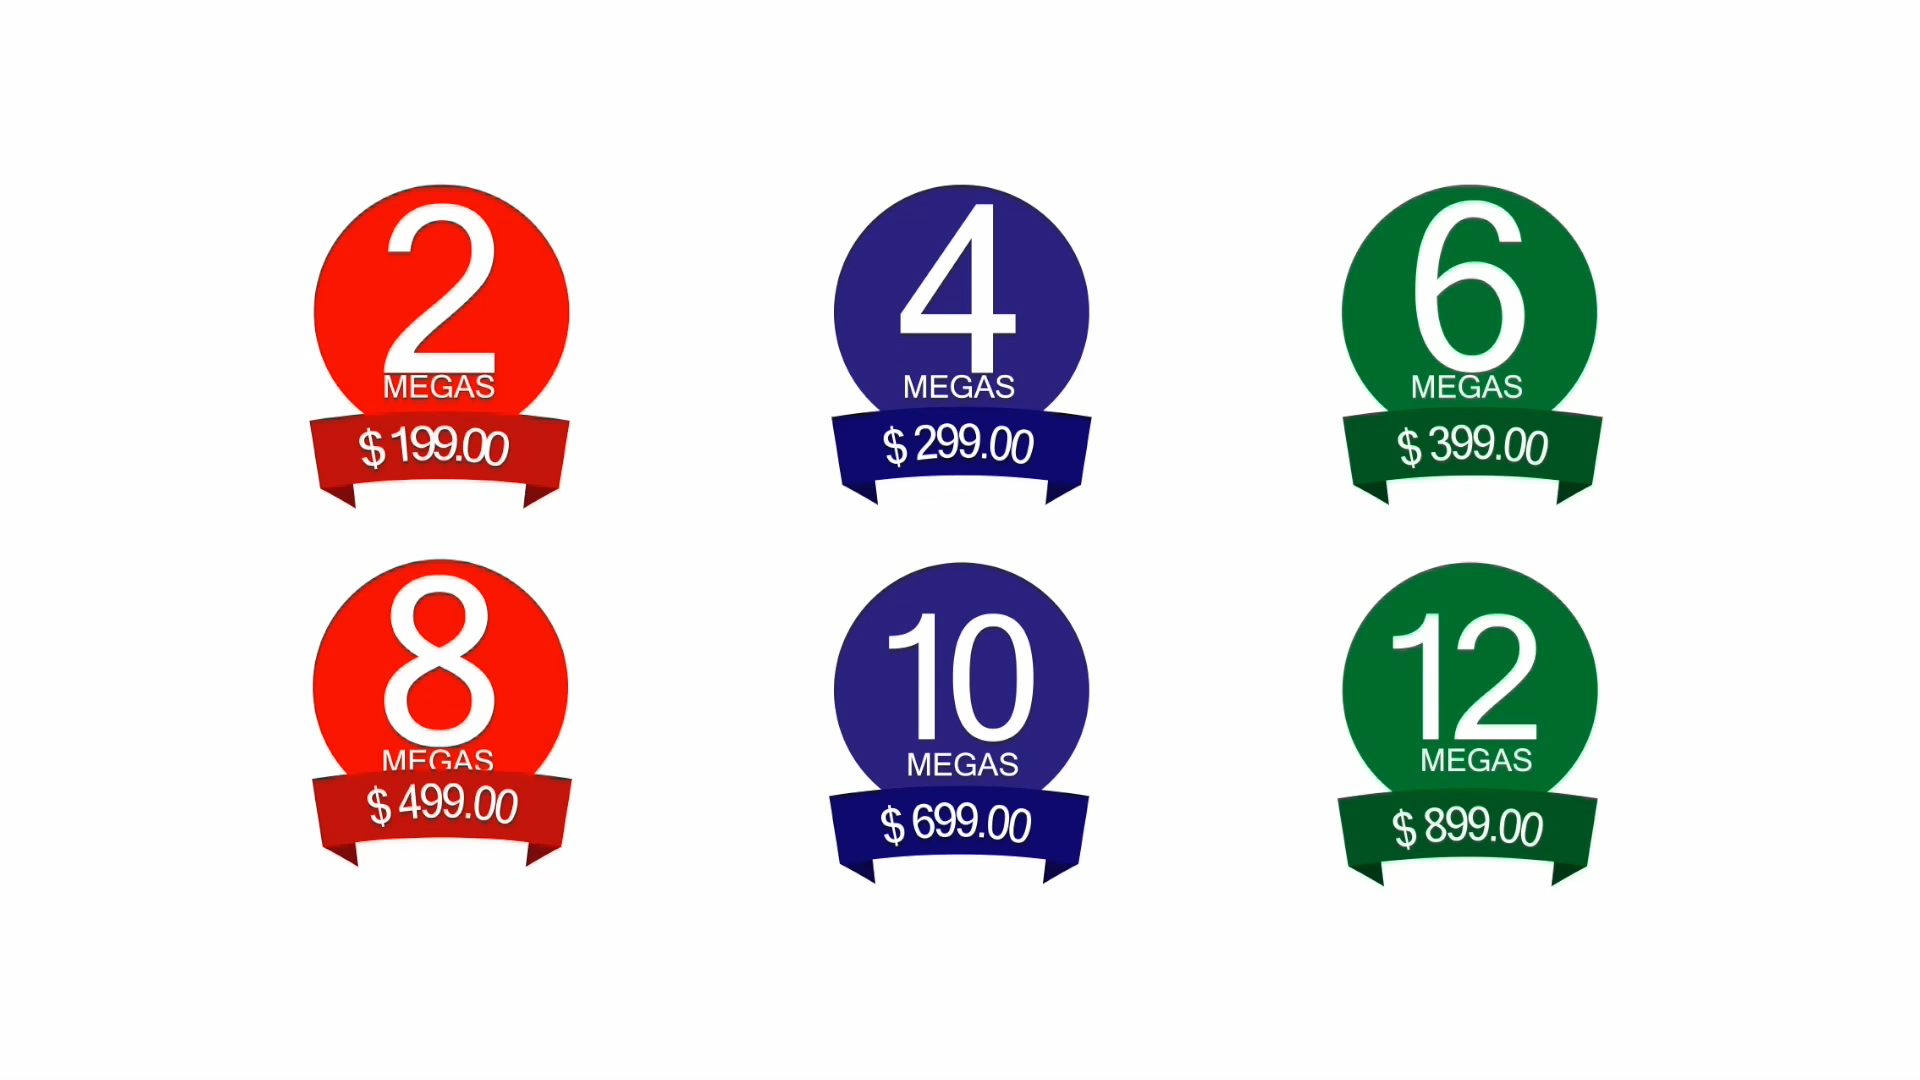 2
MEGAS
$ 199.00
4
MEGAS
$ 299.00
6
MEGAS
$ 399.00
8
MEGAS
$ 499.00
10
MEGAS
$ 699.00
12
MEGAS
$ 899.00